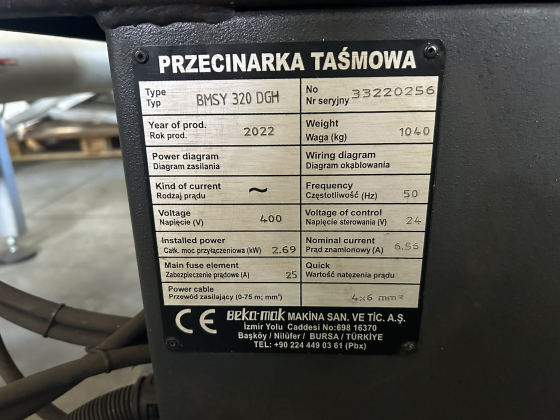 PRZECINARKA TAŚMOWA
Type
Typ
BMSY 320 DGH
No
Nr seryjny
33220256
Year of prod.
Rok prod.
2022
Weight
Waga (kg)
1040
Power diagram
Diagram zasilania
Wiring diagram
Diagram okablowania
Kind of current
Rodzaj prądu
~
Frequency
Częstotliwość (Hz)
50
Voltage
Napięcie (V)
400
Voltage of control
Napięcie sterowania (V)
24
Installed power
Całk. moc przyłączeniowa (kW)
2.69
Nominal current
Prąd znamionowy (A)
6.56
Main fuse element
Zabezpieczenie prądowe (A)
25
Quick
Wartość natężenia prądu
Power cable
Przewód zasilający (0-75 m; mm²)
4x6 mm²
CE Beka-mak MAKİNA SAN. VE TİC. A.Ş.
İzmir Yolu Caddesi No:698 16370
Başköy / Nilüfer / BURSA / TÜRKİYE
TEL: +90 224 449 03 61 (Pbx)